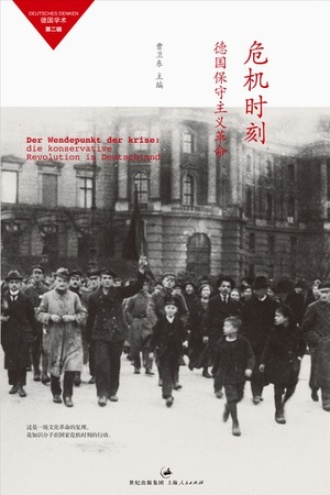 DEUTSCHES DENKEN
德国学术
第二辑
曹卫东 主编
危机时刻
德国保守主义革命
Der Wendepunkt der krise:
die konservative
Revolution in Deutschland
这是一场文化革命的复现，
是知识分子在国家危机时刻的行动。
世纪出版集团 上海人民出版社